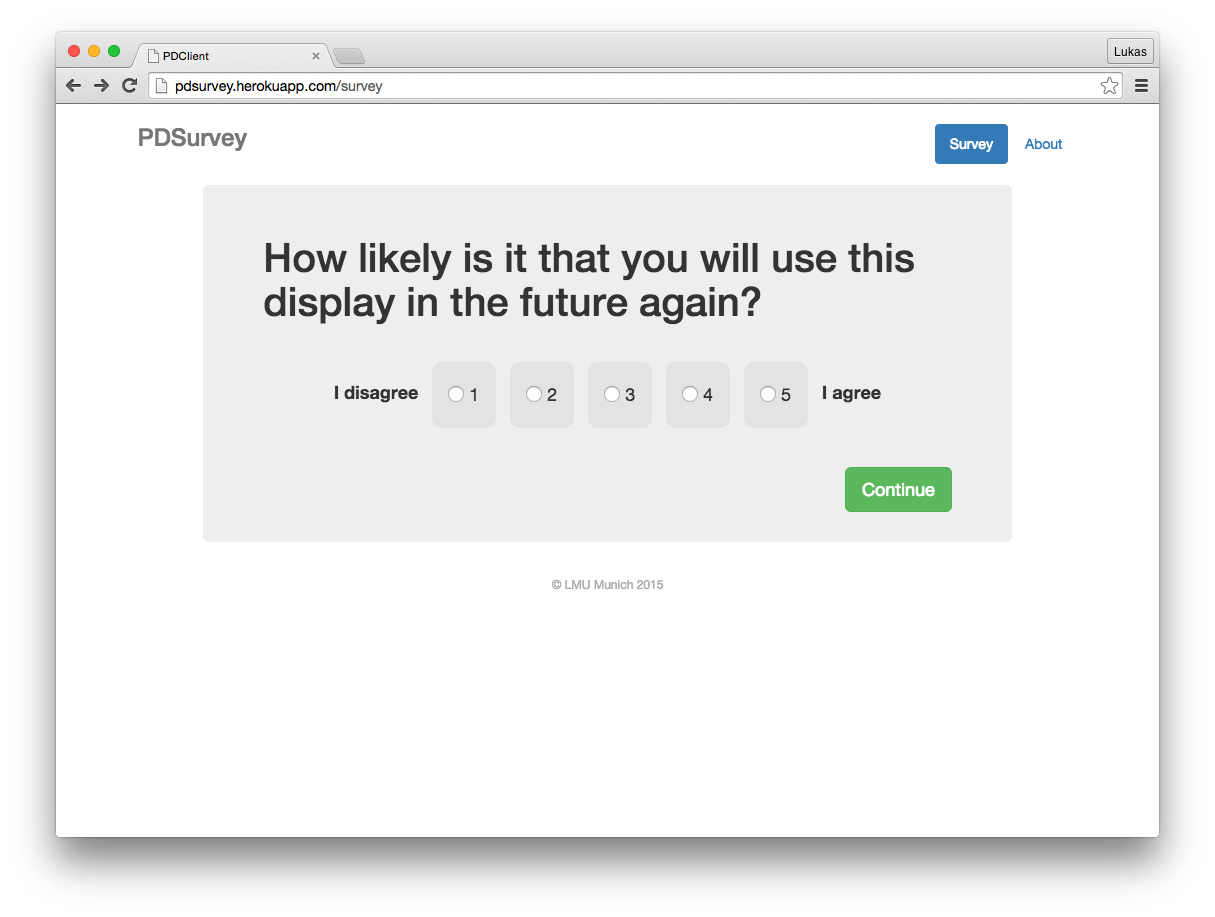 PDClient
Lukas
pdsurvey.herokuapp.com/survey
PDSurvey
Survey
About
How likely is it that you will use this
display in the future again?
I disagree 1 2 3 4 5 I agree
Continue
© LMU Munich 2015